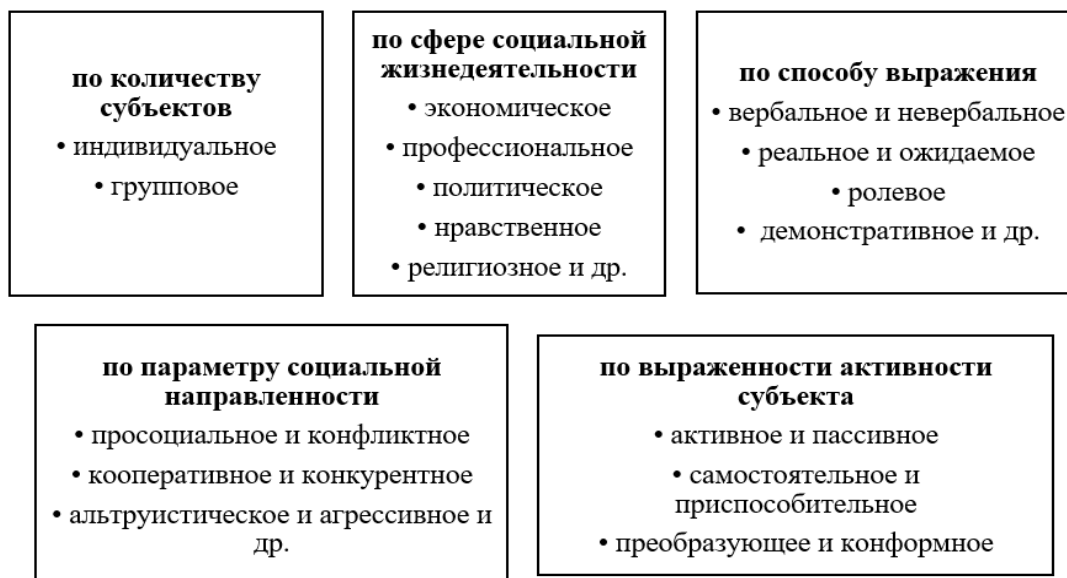 по количеству
субъектов
• индивидуальное
• групповое
по сфере социальной
жизнедеятельности
• экономическое
• профессиональное
• политическое
• нравственное
• религиозное и др.
по способу выражения
• вербальное и невербальное
• реальное и ожидаемое
• ролевое
• демонстративное и др.
по параметру социальной
направленности
• просоциальное и конфликтное
• кооперативное и конкурентное
• альтруистическое и агрессивное и
др.
по выраженности активности
субъекта
• активное и пассивное
• самостоятельное и
приспособительное
• преобразующее и конформное